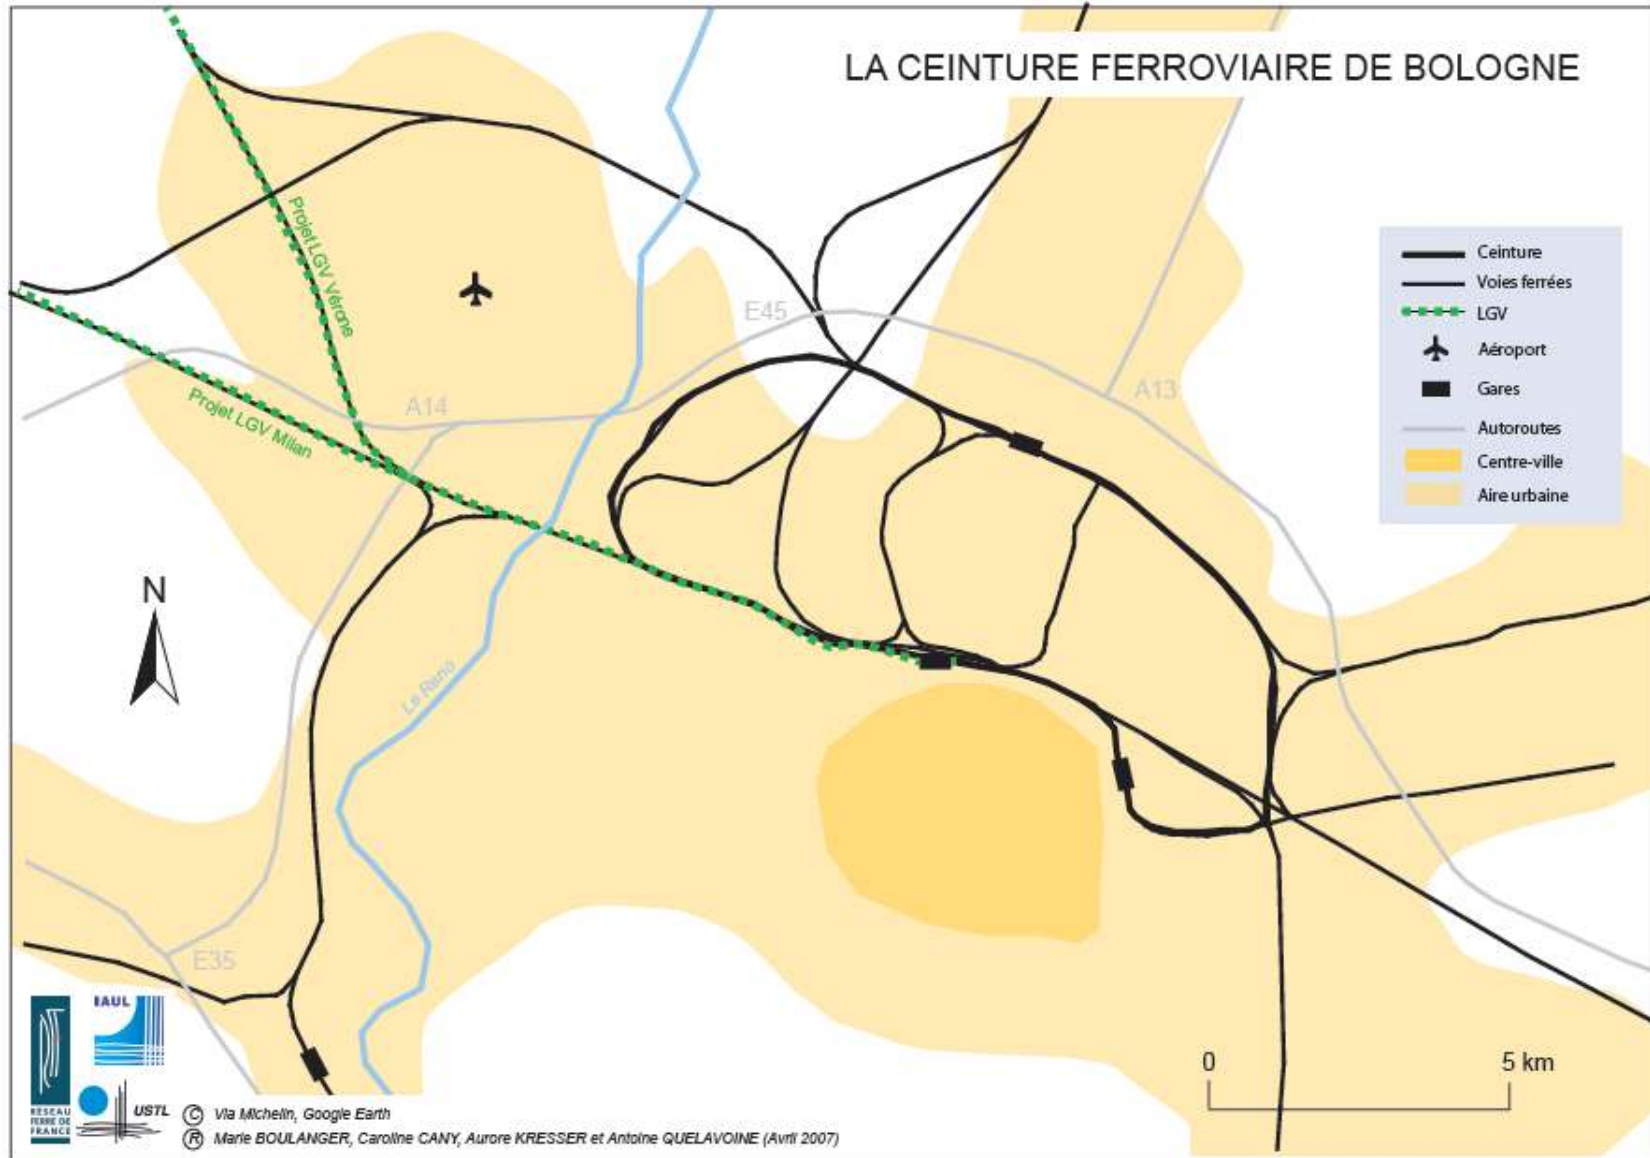 LA CEINTURE FERROVIAIRE DE BOLOGNE
Projet LGV Vérone
Projet LGV Milan
E45
A14
A13
Ceinture
Voies ferrées
LGV
Aéroport
Gares
Autoroutes
Centre-ville
Aire urbaine
N
Le Reno
E35
0 5 km
IAUL
RESEAU
FERRE DE
FRANCE
USTL
© Via Michelin, Google Earth
Ⓡ Marie BOULANGER, Caroline CANY, Aurore KRESSER et Antoine QUELAVOINE (Avril 2007)